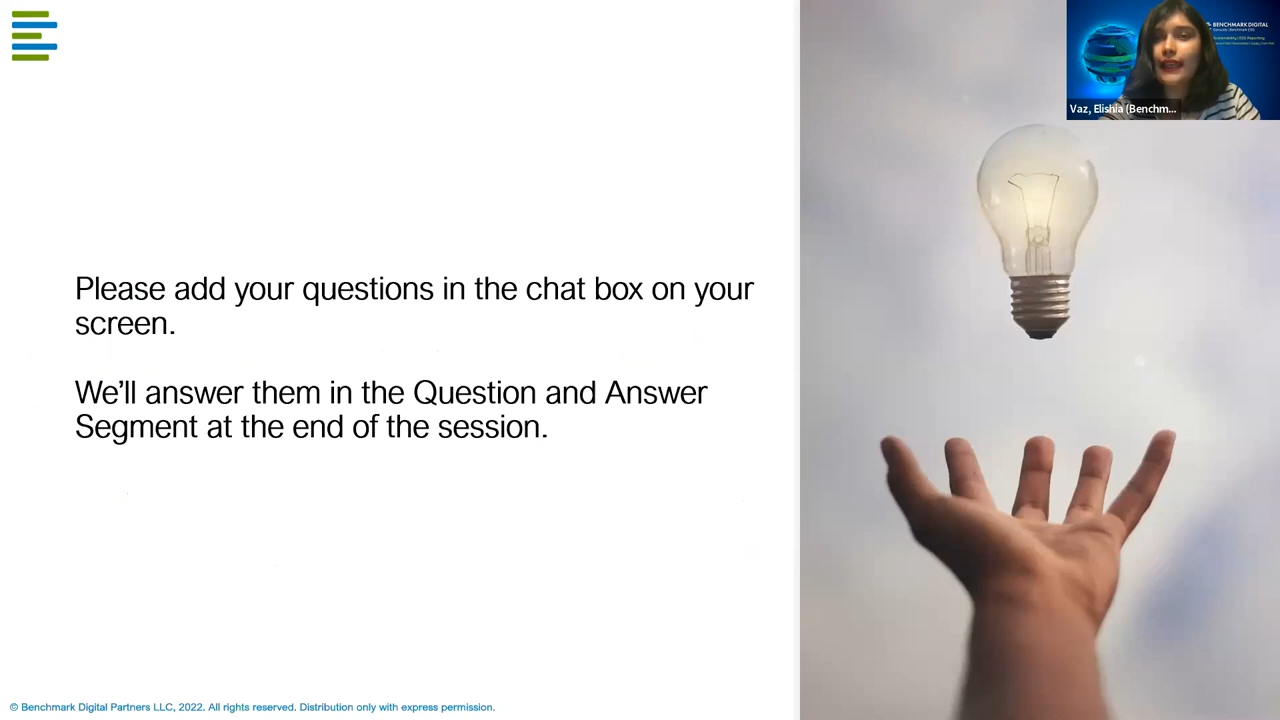 BENCHMARK DIGITAL
Vaz, Elishia (Benchm...
Please add your questions in the chat box on your
screen.
We’ll answer them in the Question and Answer
Segment at the end of the session.
© Benchmark Digital Partners LLC, 2022. All rights reserved. Distribution only with express permission.